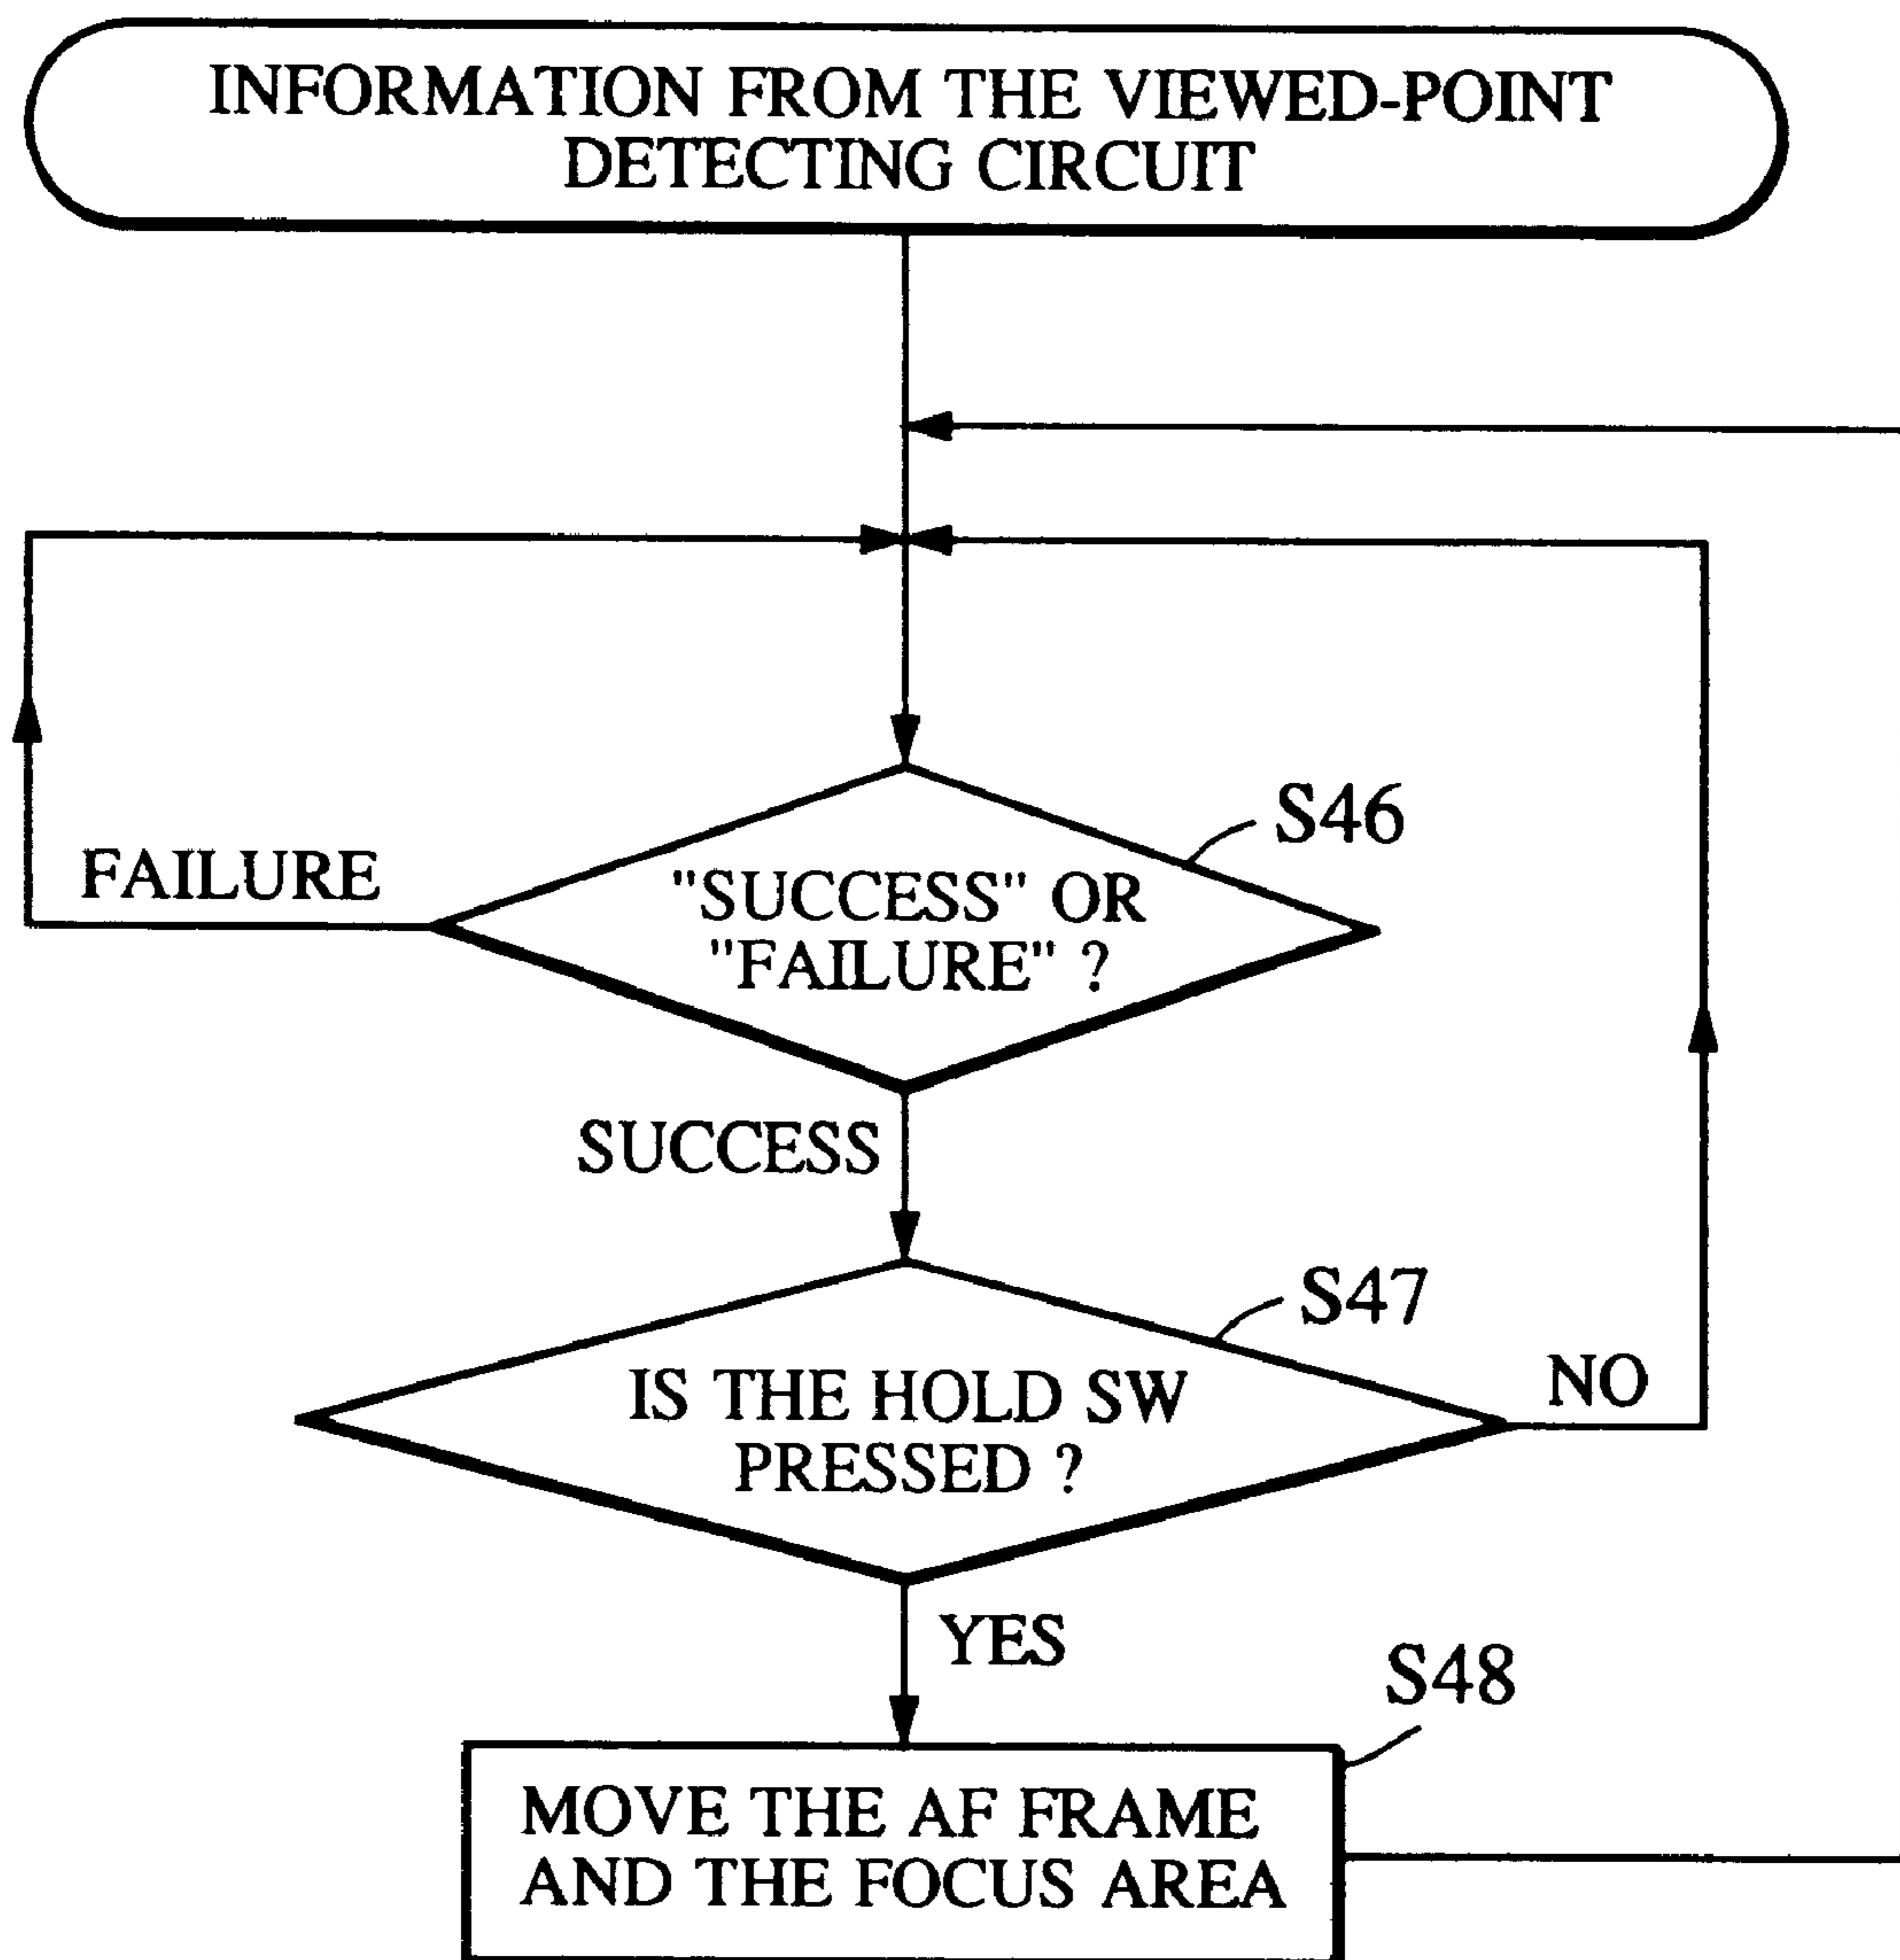 INFORMATION FROM THE VIEWED-POINT
DETECTING CIRCUIT
S46
FAILURE
"SUCCESS" OR
"FAILURE" ?
SUCCESS
S47
IS THE HOLD SW
PRESSED ?
NO
YES
S48
MOVE THE AF FRAME
AND THE FOCUS AREA